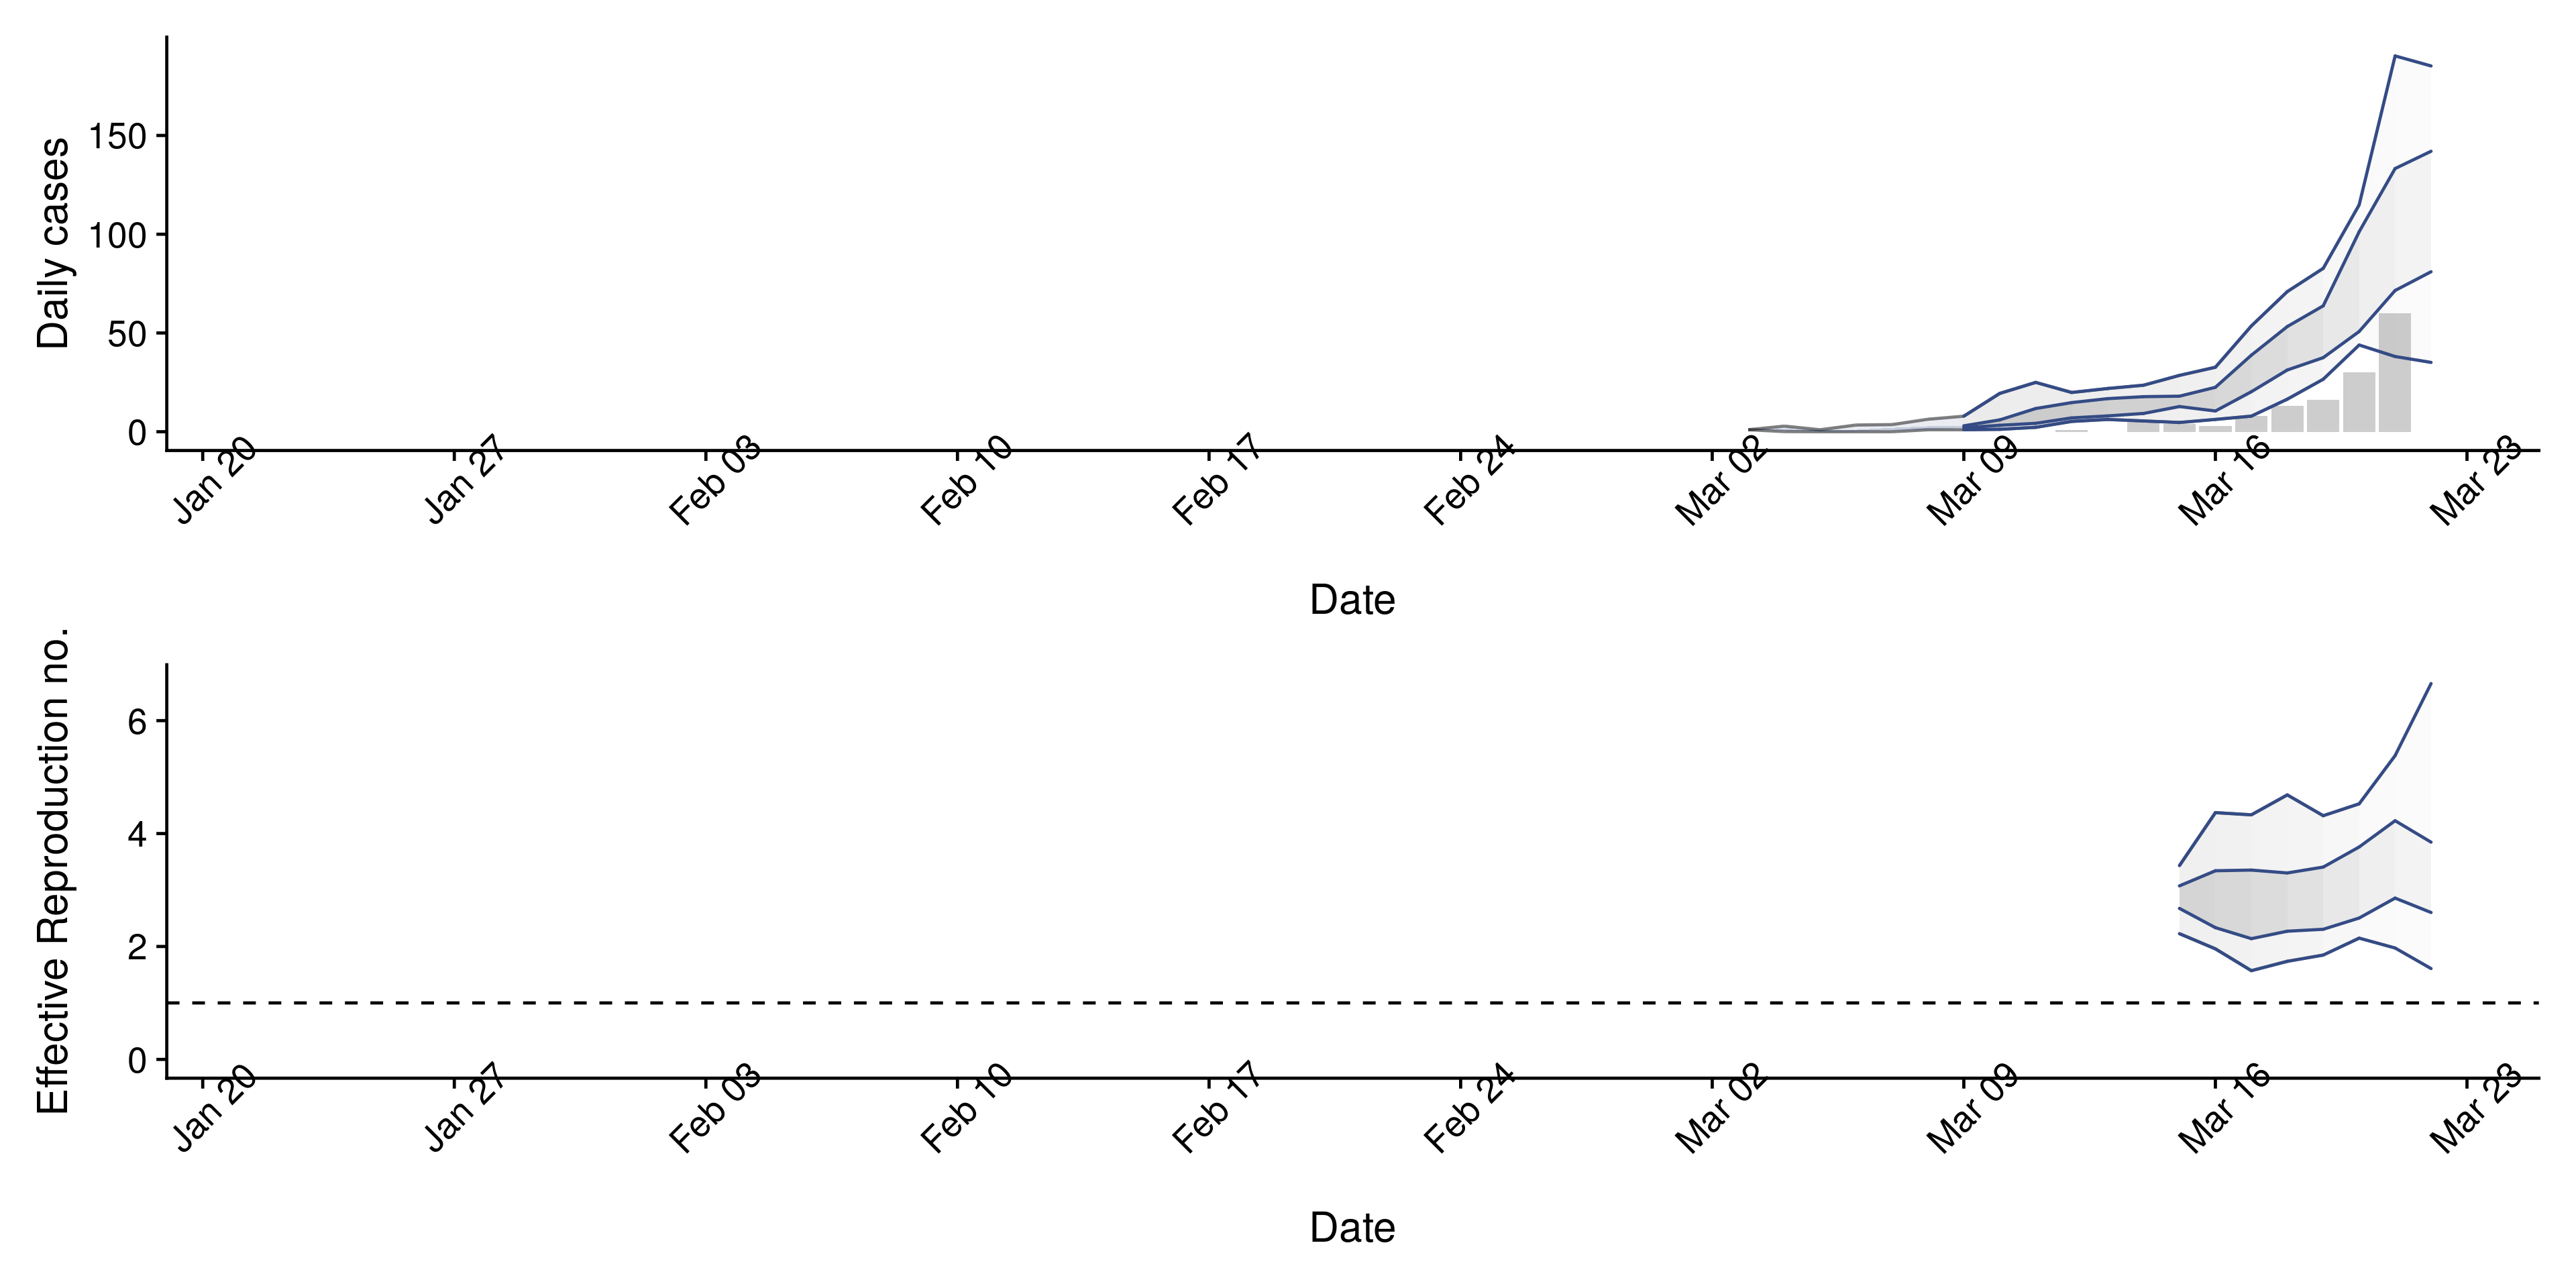 Daily cases
150
100
50
0
Jan 20
Jan 27
Feb 03
Feb 10
Feb 17
Feb 24
Mar 02
Mar 09
Mar 16
Mar 23
Date
Effective Reproduction no.
6
4
2
0
Jan 20
Jan 27
Feb 03
Feb 10
Feb 17
Feb 24
Mar 02
Mar 09
Mar 16
Mar 23
Date